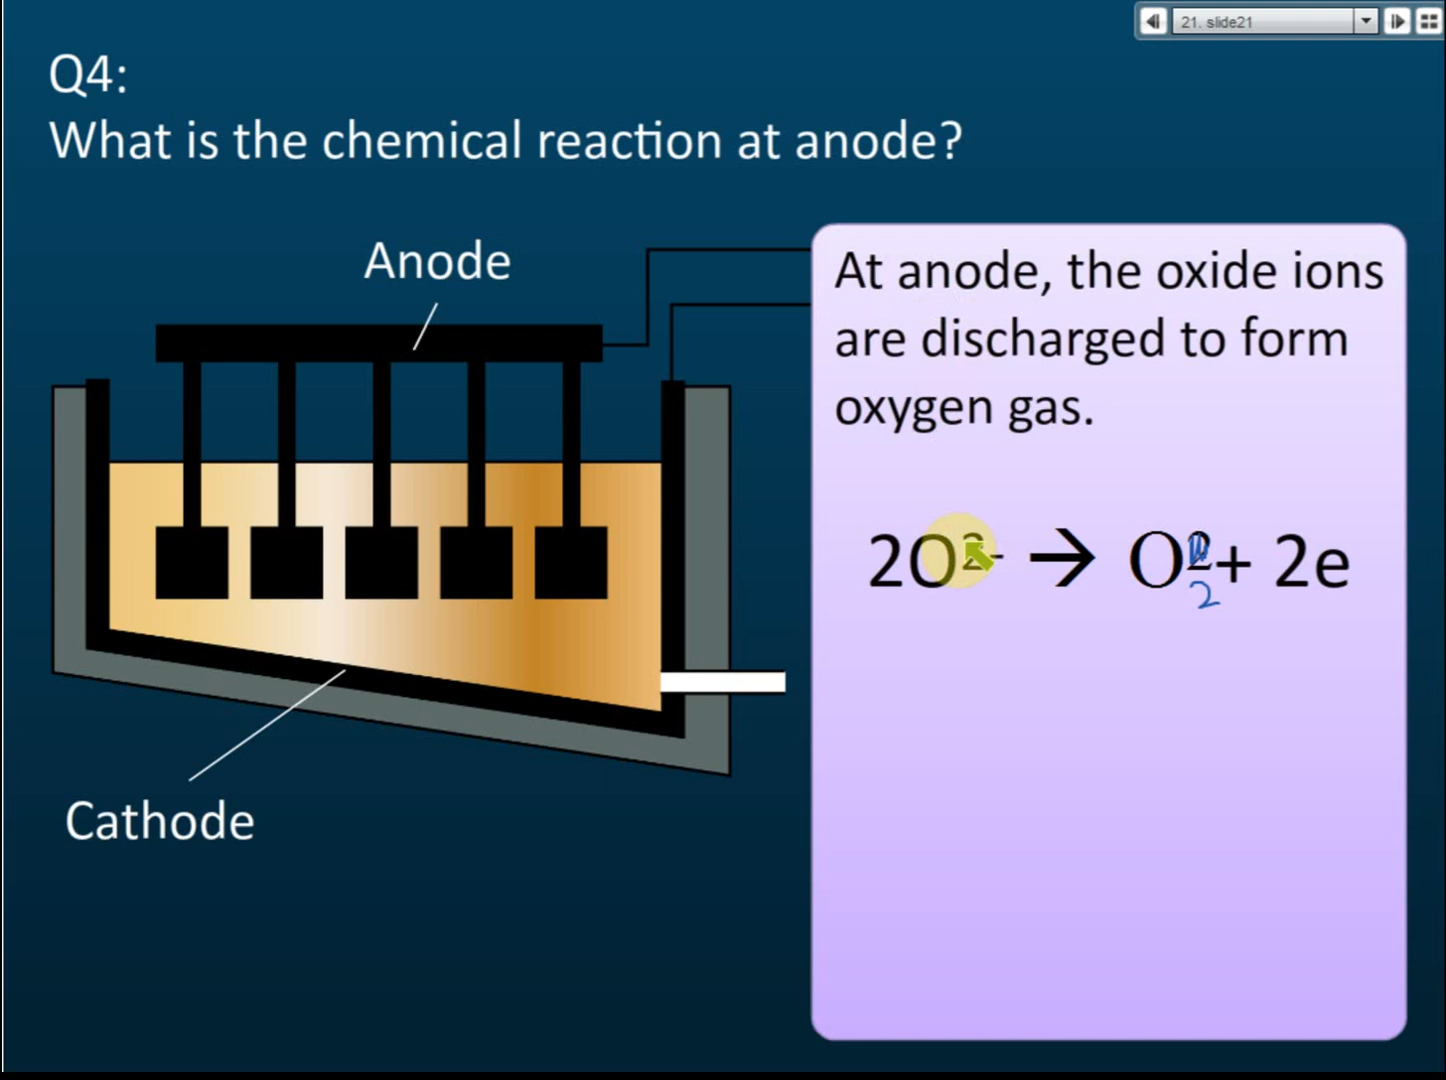 21. slide21
Q4:
What is the chemical reaction at anode?
Anode
At anode, the oxide ions
are discharged to form
oxygen gas.
2O²⁻ → O² + 2e
2
Cathode